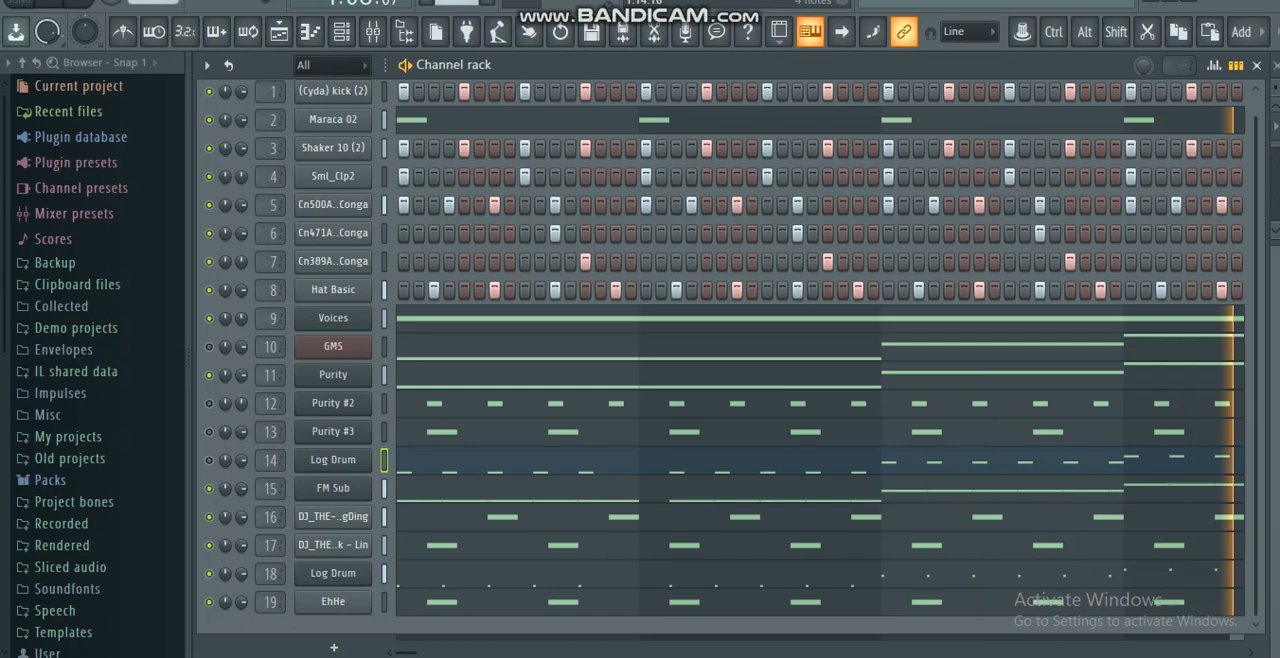 www.BANDICAM.com
4 notes
3.2:
Line
Ctrl
Alt
Shift
Add
Browser - Snap 1
All
Channel rack
Current project
Recent files
Plugin database
Plugin presets
Channel presets
Mixer presets
Scores
Backup
Clipboard files
Collected
Demo projects
Envelopes
IL shared data
Impulses
Misc
My projects
Old projects
Packs
Project bones
Recorded
Rendered
Sliced audio
Soundfonts
Speech
Templates
User
1 (Cyda) kick (2)
2 Maraca 02
3 Shaker 10 (2)
4 Sml_Clp2
5 Cn500A..Conga
6 Cn471A..Conga
7 Cn389A..Conga
8 Hat Basic
9 Voices
10 GMS
11 Purity
12 Purity #2
13 Purity #3
14 Log Drum
15 FM Sub
16 DJ_THE-..gDing
17 DJ_THE..k - Lin
18 Log Drum
19 EhHe
Activate Windows
Go to Settings to activate Windows.